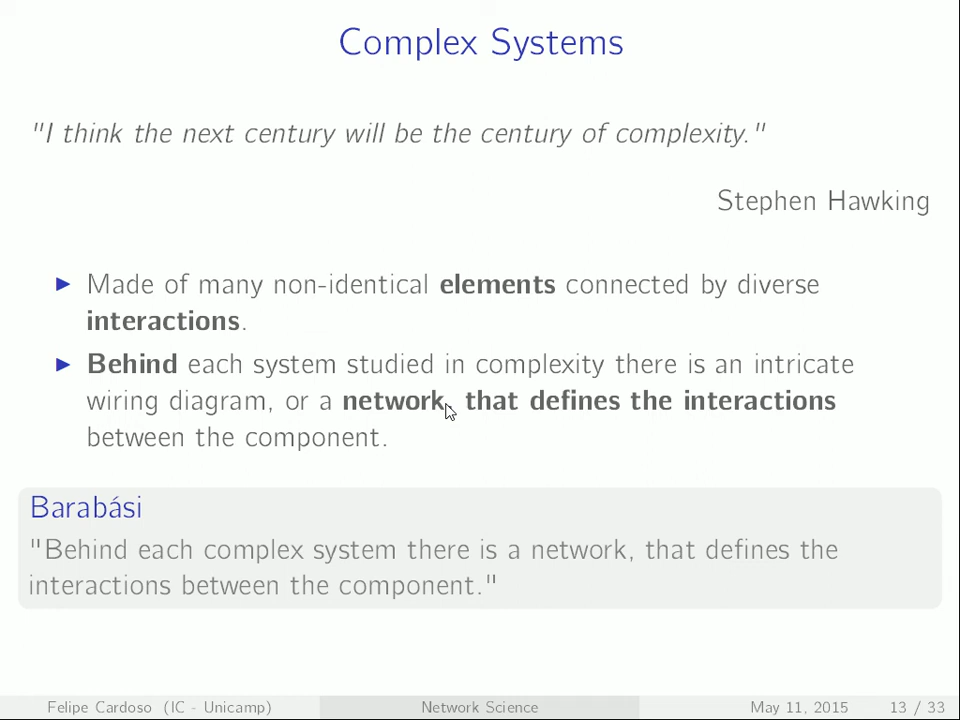 Complex Systems
"I think the next century will be the century of complexity."
Stephen Hawking
Made of many non-identical elements connected by diverse
interactions.
Behind each system studied in complexity there is an intricate
wiring diagram, or a network, that defines the interactions
between the component.
Barabási
"Behind each complex system there is a network, that defines the
interactions between the component."
Felipe Cardoso (IC - Unicamp) Network Science May 11, 2015 13 / 33